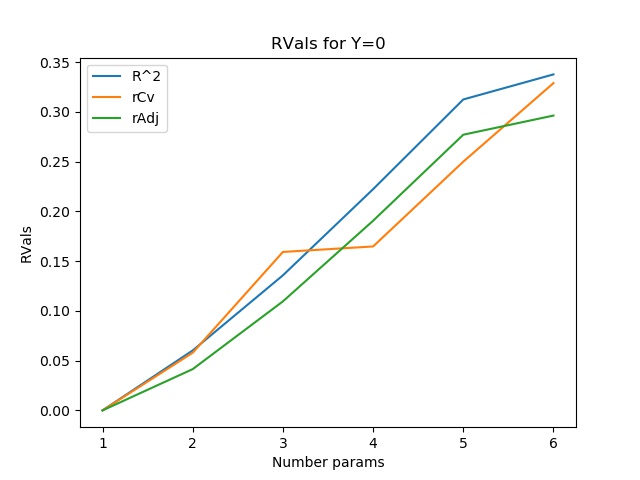 RVals for Y=0
R^2
rCv
rAdj
0.35
0.30
0.25
0.20
0.15
0.10
0.05
0.00
RVals
1 2 3 4 5 6
Number params